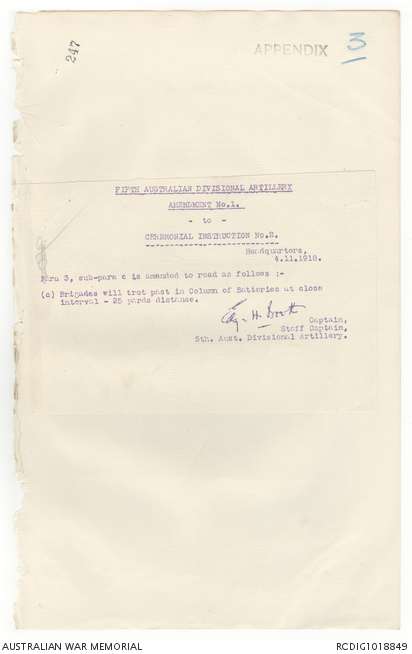 247
APPENDIX 3
FIFTH AUSTRALIAN DIVISIONAL ARTILLERY
AMENDMENT No.1.
- to -
CEREMONIAL INSTRUCTION No.2.
Headquarters,
4.11.1918.
Para 3, sub-para c is amended to read as follows :-
(c) Brigades will trot past in Column of Batteries at close
interval - 25 yards distance.
Captain,
Staff Captain,
5th. Aust. Divisional Artillery.
AUSTRALIAN WAR MEMORIAL
RCDIG1018849